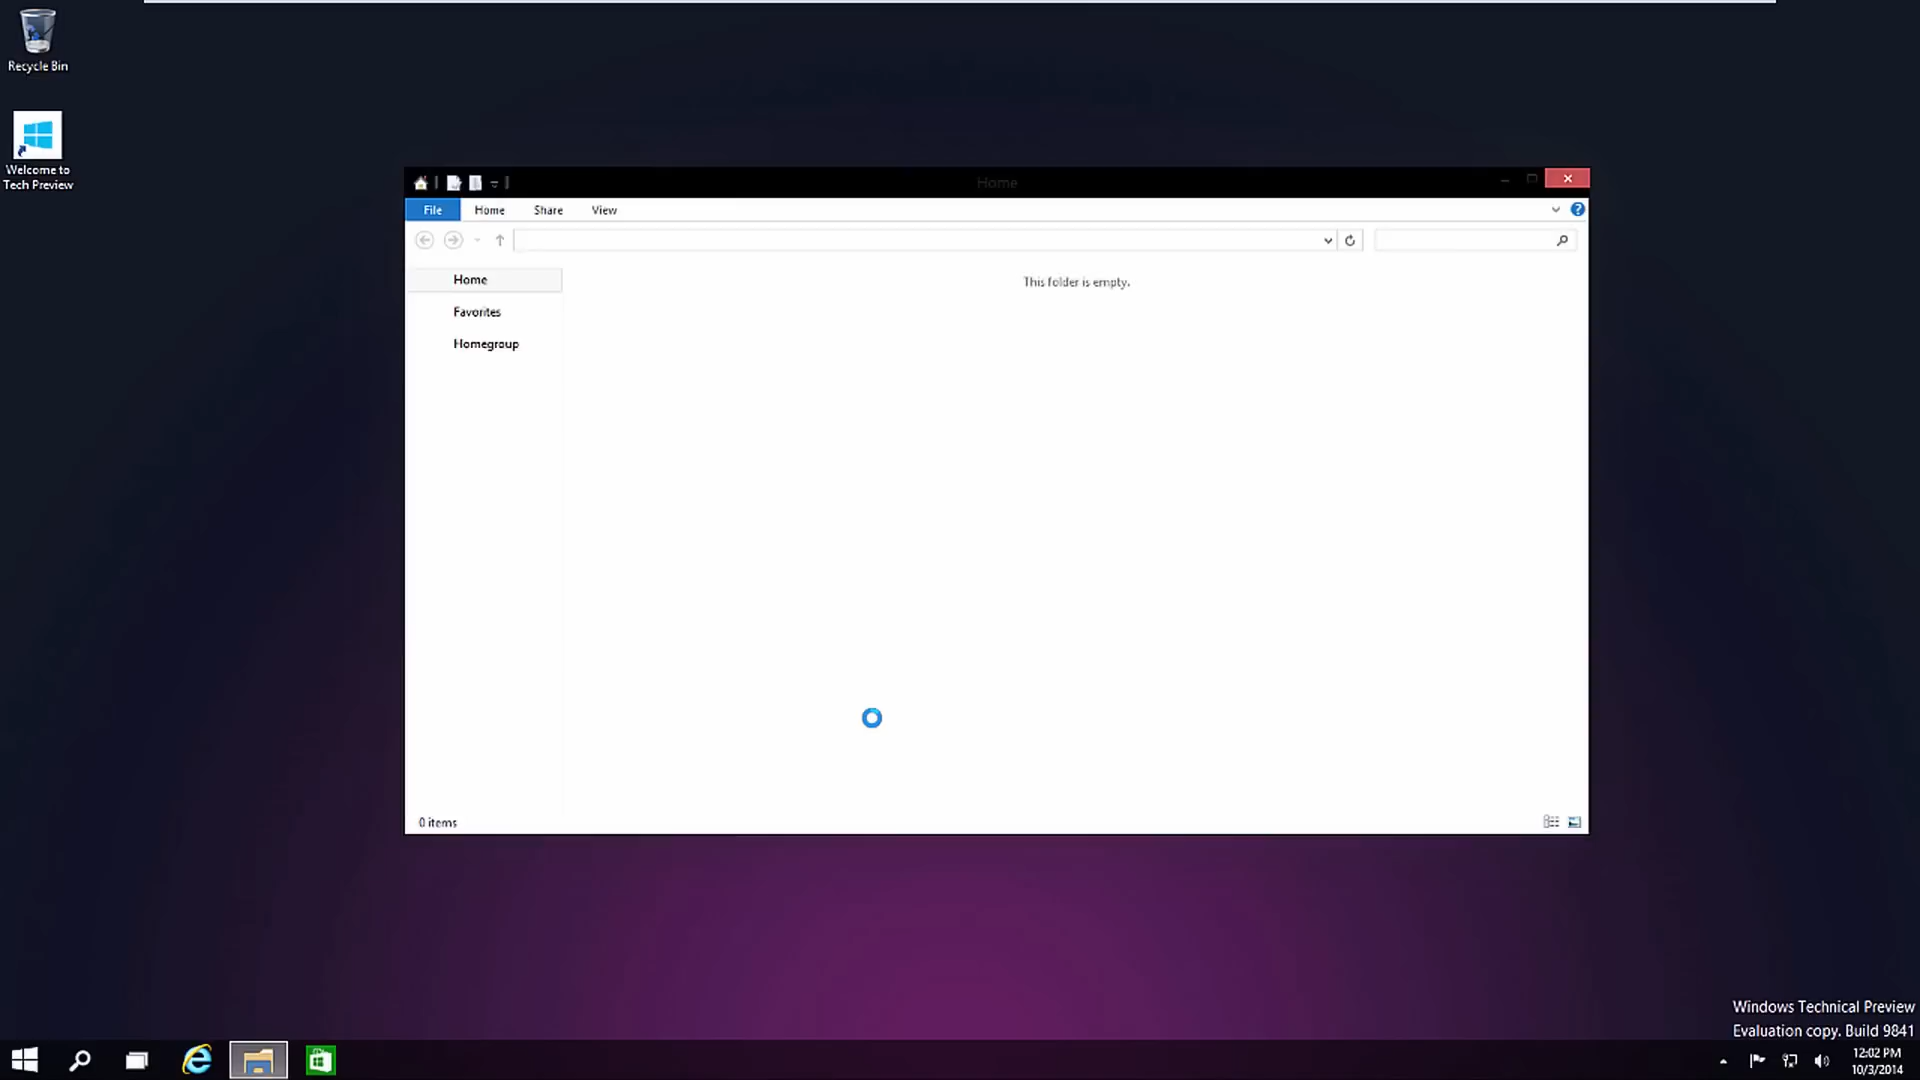 Recycle Bin
Welcome to
Tech Preview
Home
File Home Share View
Home
Favorites
Homegroup
This folder is empty.
0 items
Windows Technical Preview
Evaluation copy. Build 9841
12:02 PM
10/3/2014